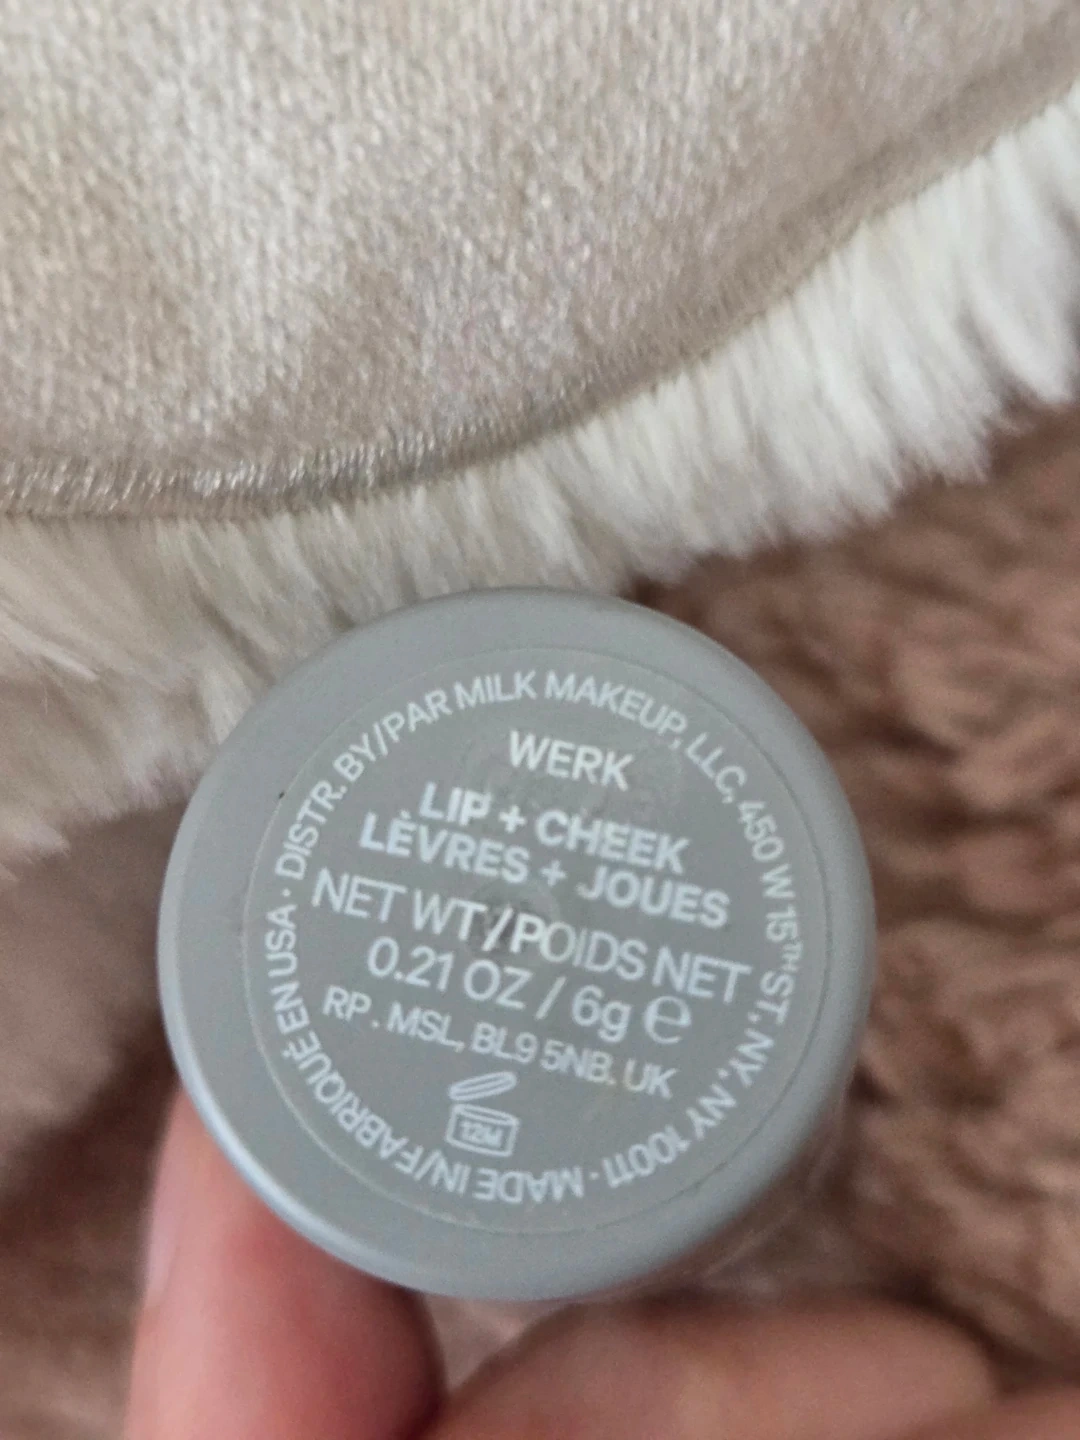 DISTR. BY/PAR MILK MAKEUP, LLC, 450 W 15TH ST. NY, NY 10011 · MADE IN/FABRIQUÉ EN USA ·
WERK
LIP + CHEEK
LÈVRES + JOUES
NET WT/POIDS NET
0.21 OZ / 6g ℮
RP. MSL, BL9 5NB. UK
12M